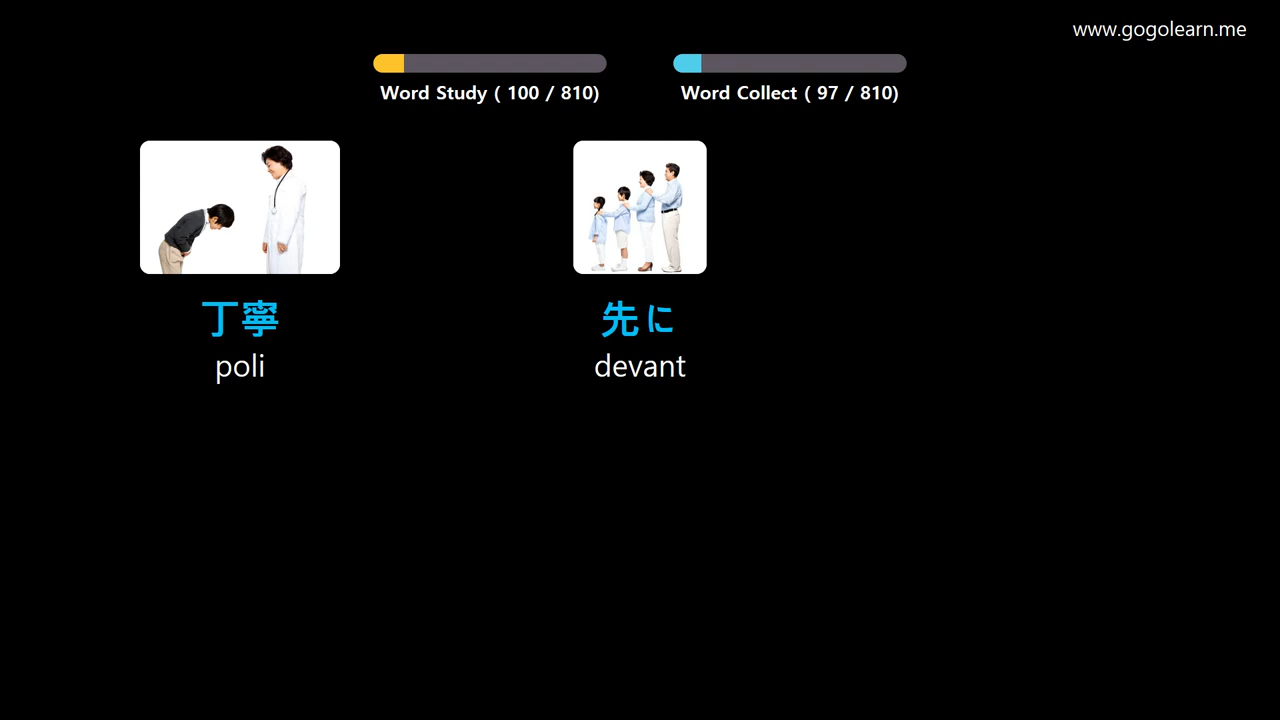 www.gogolearn.me
Word Study ( 100 / 810)
Word Collect ( 97 / 810)
丁寧
poli
先に
devant